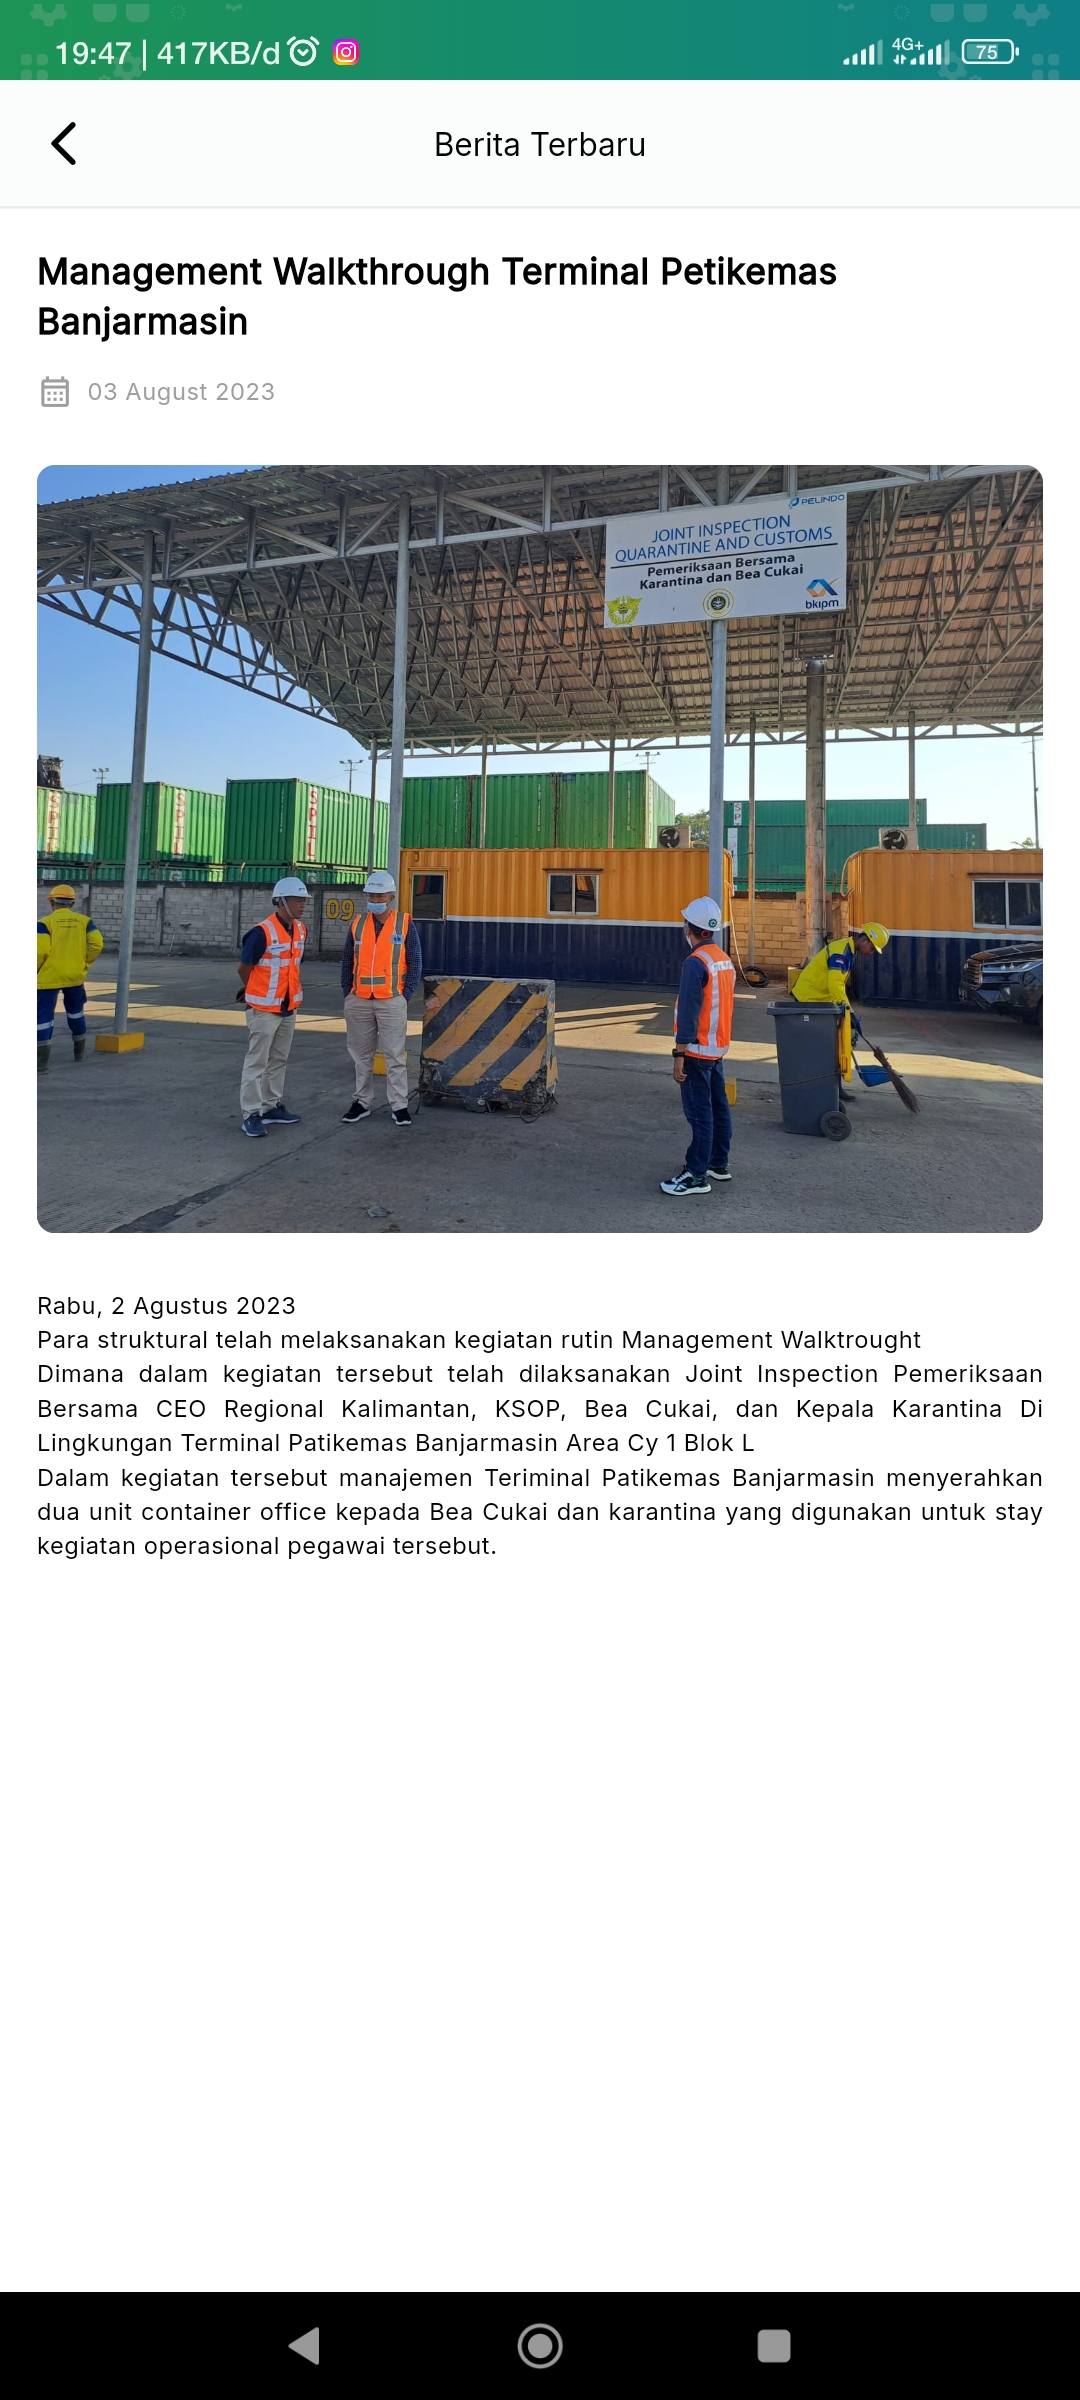 19:47 | 417KB/d
4G+
75
Berita Terbaru
Management Walkthrough Terminal Petikemas
Banjarmasin
03 August 2023
PELINDO
JOINT INSPECTION
QUARANTINE AND CUSTOMS
Pemeriksaan Bersama
Karantina dan Bea Cukai
bkipm
SPIL
SPIL
SPIL
SP
09
Rabu, 2 Agustus 2023
Para struktural telah melaksanakan kegiatan rutin Management Walktrought
Dimana dalam kegiatan tersebut telah dilaksanakan Joint Inspection Pemeriksaan
Bersama CEO Regional Kalimantan, KSOP, Bea Cukai, dan Kepala Karantina Di
Lingkungan Terminal Patikemas Banjarmasin Area Cy 1 Blok L
Dalam kegiatan tersebut manajemen Teriminal Patikemas Banjarmasin menyerahkan
dua unit container office kepada Bea Cukai dan karantina yang digunakan untuk stay
kegiatan operasional pegawai tersebut.